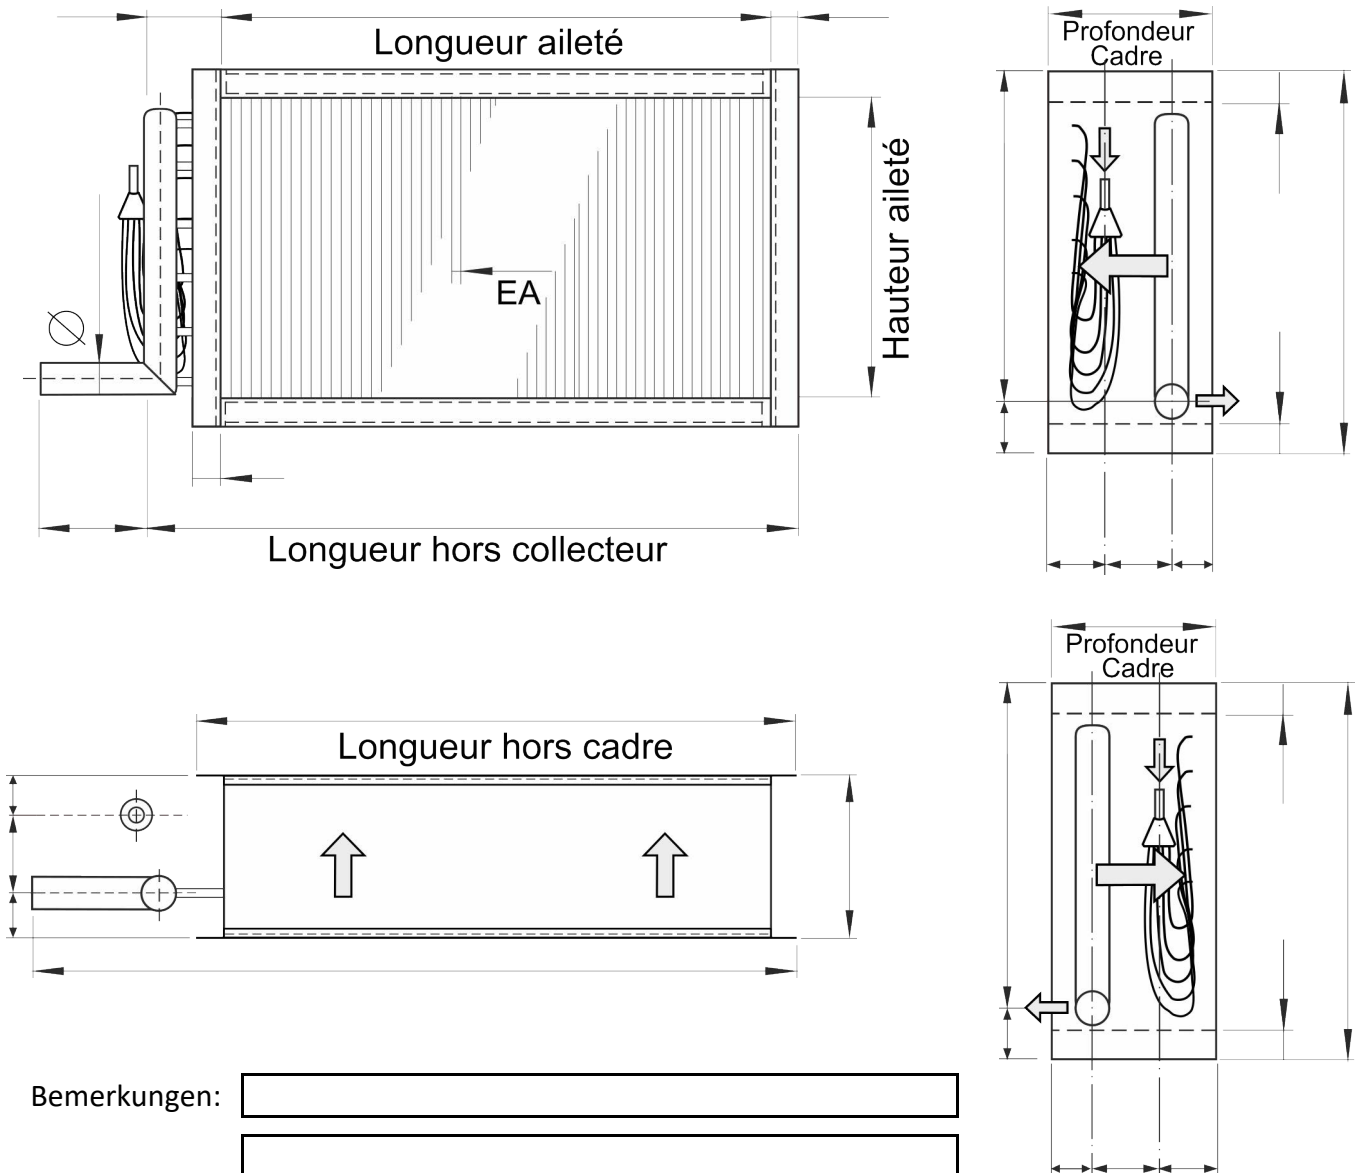 Longueur aileté
Profondeur
Cadre
Hauteur aileté
EA
Longueur hors collecteur
Profondeur
Cadre
Longueur hors cadre
Bemerkungen: